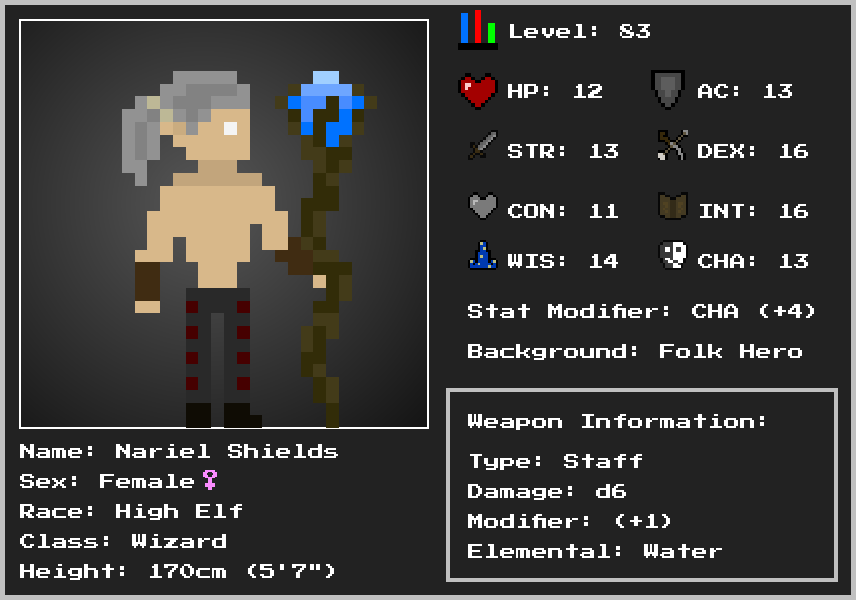 Level: 83
HP: 12 AC: 13
STR: 13 DEX: 16
CON: 11 INT: 16
WIS: 14 CHA: 13
Stat Modifier: CHA (+4)
Background: Folk Hero
Weapon Information:
Type: Staff
Damage: d6
Modifier: (+1)
Elemental: Water
Name: Nariel Shields
Sex: Female♀
Race: High Elf
Class: Wizard
Height: 170cm (5'7")